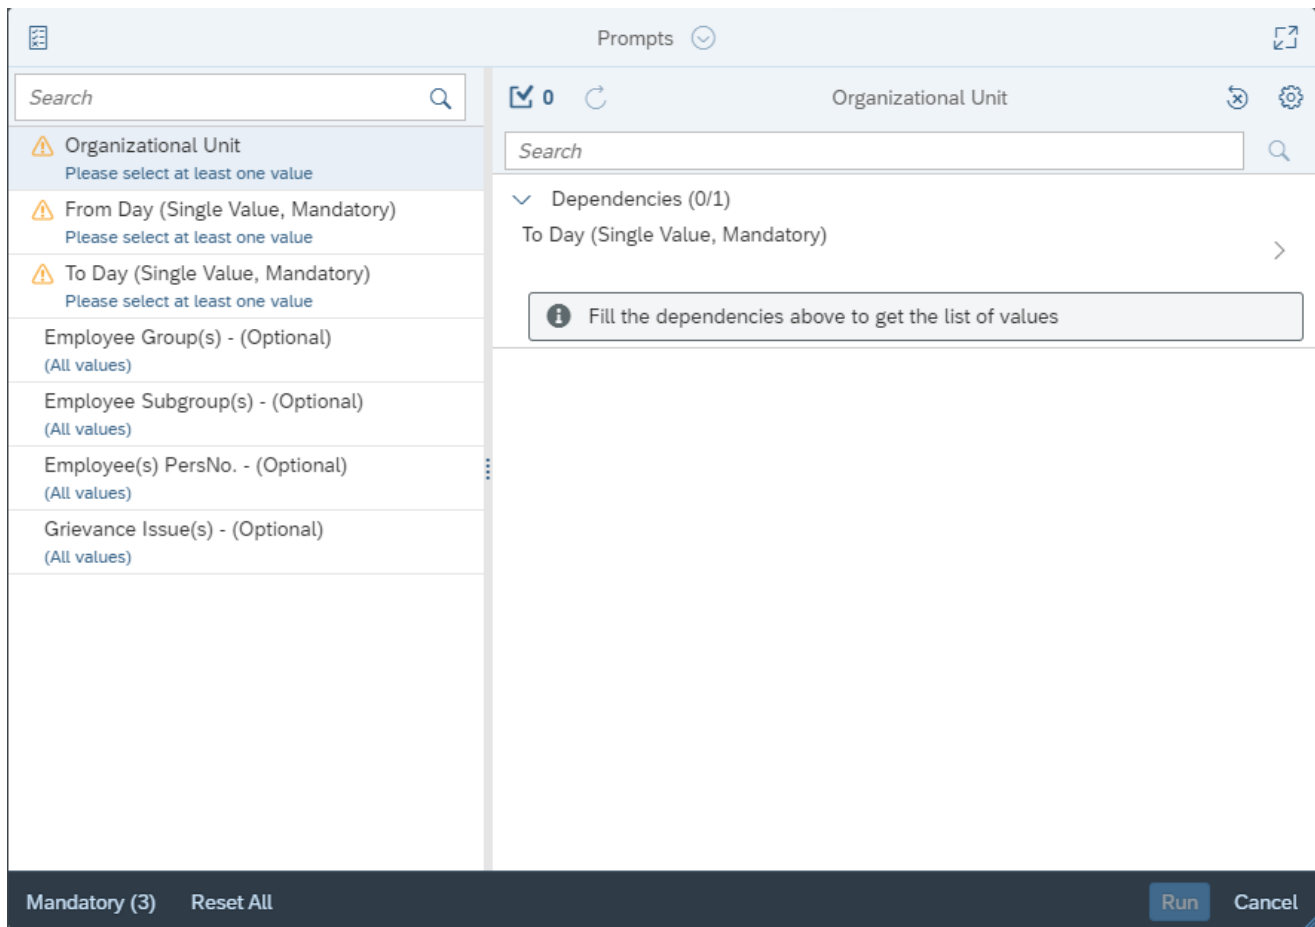 Prompts
Search
Organizational Unit
Please select at least one value
From Day (Single Value, Mandatory)
Please select at least one value
To Day (Single Value, Mandatory)
Please select at least one value
Employee Group(s) - (Optional)
(All values)
Employee Subgroup(s) - (Optional)
(All values)
Employee(s) PersNo. - (Optional)
(All values)
Grievance Issue(s) - (Optional)
(All values)
0
Organizational Unit
Search
Dependencies (0/1)
To Day (Single Value, Mandatory)
Fill the dependencies above to get the list of values
Mandatory (3)
Reset All
Run
Cancel